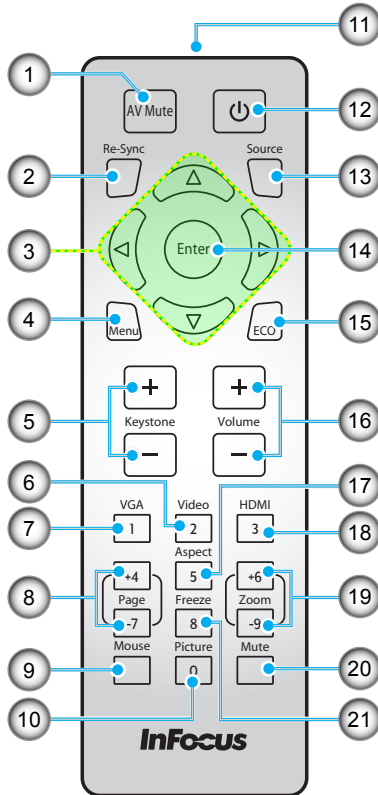 11
1
AV Mute
12
Re-Sync
Source
2
13
3
Enter
14
4
Menu
ECO
15
+
+
5
Keystone
Volume
16
−
−
17
6
VGA
Video
HDMI
7
1
2
3
18
Aspect
+4
5
+6
8
Page
Freeze
Zoom
19
-7
8
-9
Mouse
Picture
Mute
9
0
20
10
21
InFocus